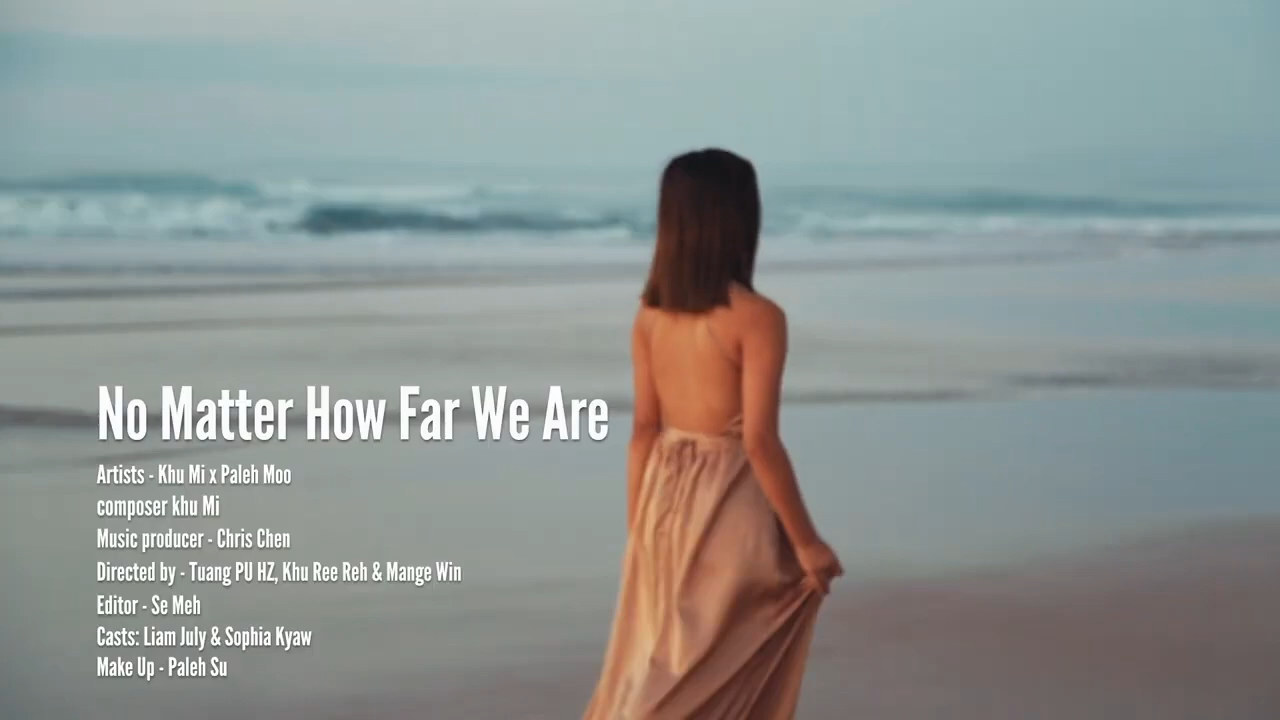 No Matter How Far We Are
Artists - Khu Mi x Paleh Moo
composer khu Mi
Music producer - Chris Chen
Directed by - Tuang PU HZ, Khu Ree Reh & Mange Win
Editor - Se Meh
Casts: Liam July & Sophia Kyaw
Make Up - Paleh Su